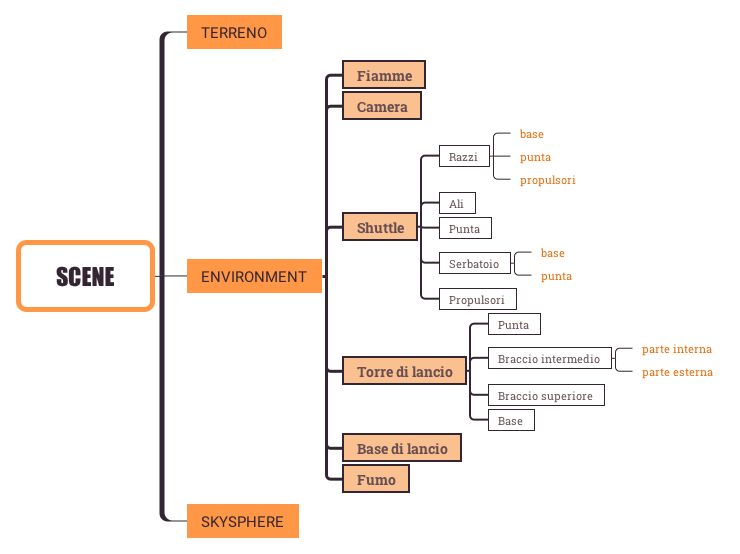 SCENE
TERRENO
ENVIRONMENT
Fiamme
Camera
Shuttle
Razzi
base
punta
propulsori
Ali
Punta
Serbatoio
base
punta
Propulsori
Torre di lancio
Punta
Braccio intermedio
parte interna
parte esterna
Braccio superiore
Base
Base di lancio
Fumo
SKYSPHERE